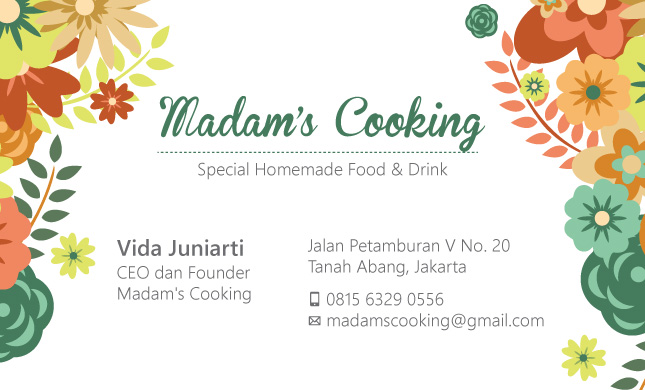 Madam's Cooking
Special Homemade Food & Drink
Vida Juniarti
CEO dan Founder
Madam's Cooking
Jalan Petamburan V No. 20
Tanah Abang, Jakarta
0815 6329 0556
madamscooking@gmail.com